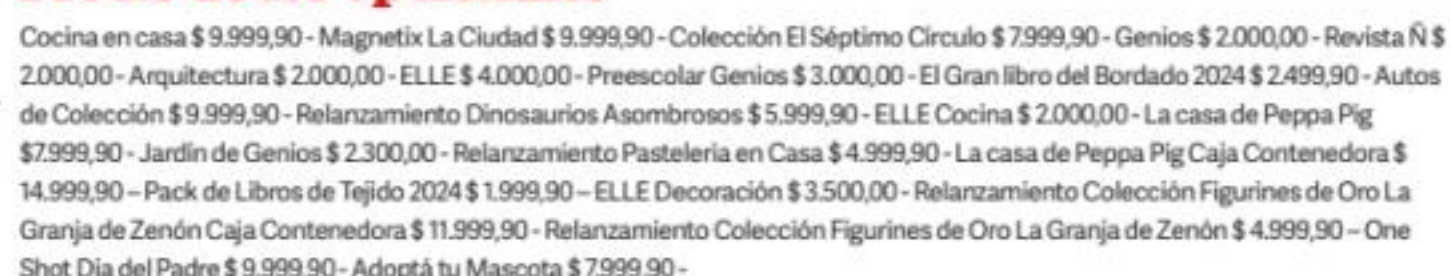 Cocina en casa $ 9.999,90 - Magnetix La Ciudad $ 9.999,90 - Colección El Séptimo Círculo $ 7.999,90 - Genios $ 2.000,00 - Revista Ñ $
2.000,00 - Arquitectura $ 2.000,00 - ELLE $ 4.000,00 - Preescolar Genios $ 3.000,00 - El Gran libro del Bordado 2024 $ 2.499,90 - Autos
de Colección $ 9.999,90 - Relanzamiento Dinosaurios Asombrosos $ 5.999,90 - ELLE Cocina $ 2.000,00 - La casa de Peppa Pig
$7.999,90 - Jardín de Genios $ 2.300,00 - Relanzamiento Pasteleria en Casa $ 4.999,90 - La casa de Peppa Pig Caja Contenedora $
14.999,90 – Pack de Libros de Tejido 2024 $ 1.999,90 – ELLE Decoración $ 3.500,00 - Relanzamiento Colección Figurines de Oro La
Granja de Zenón Caja Contenedora $ 11.999,90 - Relanzamiento Colección Figurines de Oro La Granja de Zenón $ 4.999,90 – One
Shot Día del Padre $ 9.999,90 - Adoptá tu Mascota $ 7.999,90 -